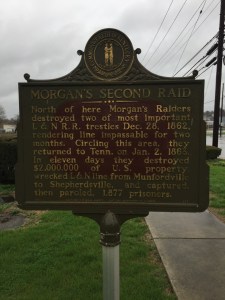 MORGAN'S SECOND RAID
North of here Morgan's Raiders
destroyed two of most important
L & N R.R. trestles Dec. 28, 1862,
rendering line impassable for two
months. Circling this area, they
returned to Tenn. on Jan. 2, 1863.
In eleven days they destroyed
$2,000,000 of U.S. property,
wrecked L & N line from Munfordville
to Shepherdsville, and captured,
then paroled, 1,877 prisoners.